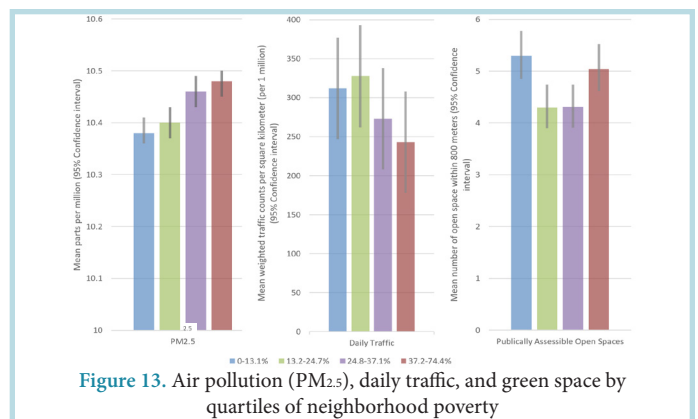 Mean parts per million (95% Confidence interval)
10.6
10.5
10.4
10.3
10.2
10.1
10
2.5
PM2.5
Mean weighted traffic counts per square kilometer (per 1 million)
(95% Confidence interval)
400
350
300
250
200
150
100
50
0
Daily Traffic
Mean number of open space within 800 meters (95% Confidence
interval)
6
5
4
3
2
1
0
Publically Assessible Open Spaces
0-13.1% 13.2-24.7% 24.8-37.1% 37.2-74.4%
Figure 13. Air pollution (PM2.5), daily traffic, and green space by
quartiles of neighborhood poverty